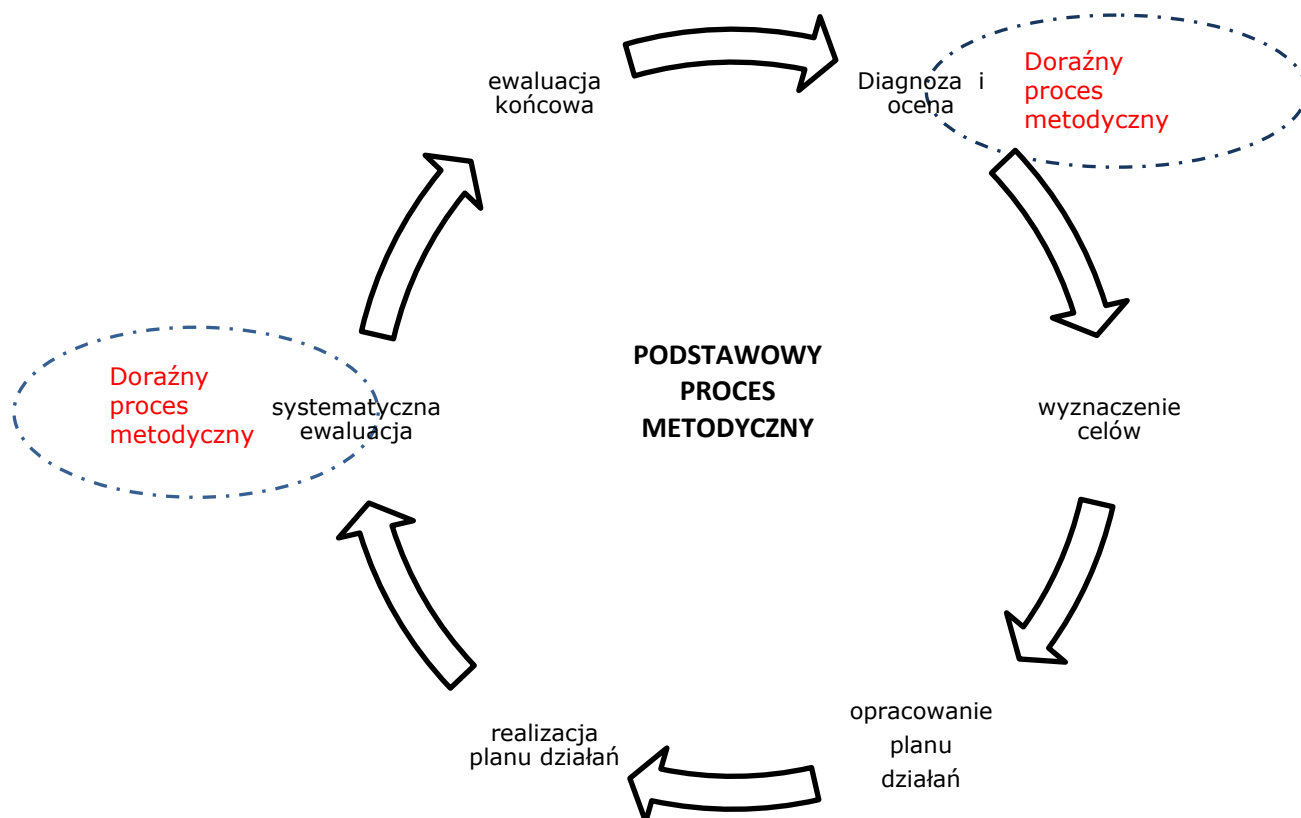 ewaluacja
końcowa
Diagnoza i
ocena
Doraźny
proces
metodyczny
PODSTAWOWY
PROCES
METODYCZNY
wyznaczenie
celów
Doraźny
proces
metodyczny
systematyczna
ewaluacja
realizacja
planu działań
opracowanie
planu
działań